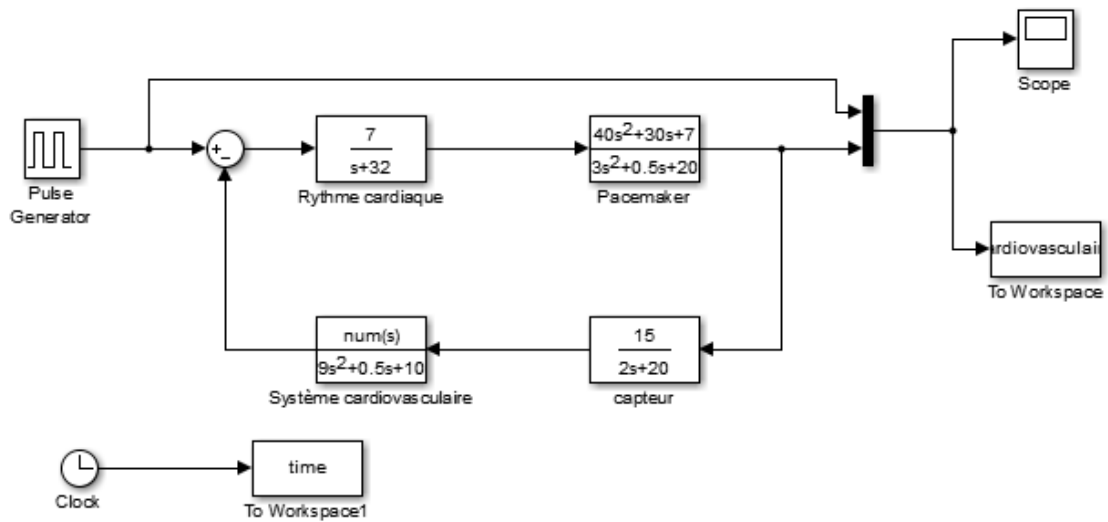 Scope
+
-
7
s+32
Rythme cardiaque
40s²+30s+7
3s²+0.5s+20
Pacemaker
Pulse
Generator
rdiovasculair
To Workspace
num(s)
9s²+0.5s+10
Système cardiovasculaire
15
2s+20
capteur
time
Clock
To Workspace1